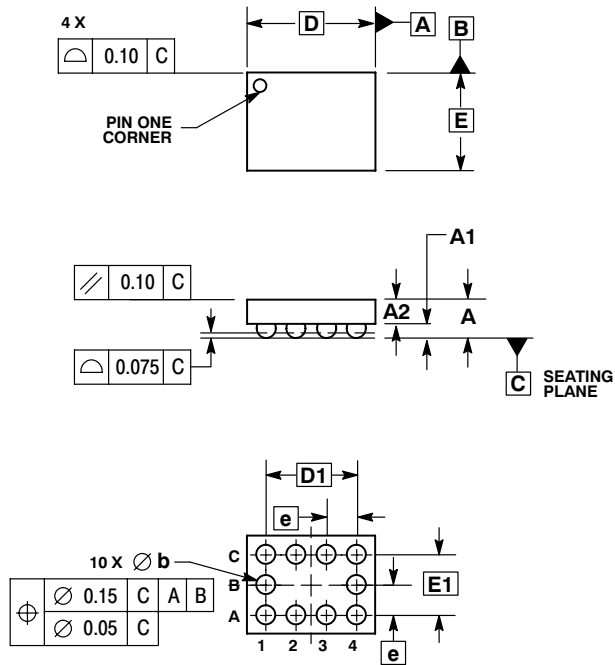 4 X
D
A
B
⌓ 0.10 C
PIN ONE
CORNER
E
A1
⫽ 0.10 C
A2
A
⌓ 0.075 C
C
SEATING
PLANE
D1
e
10 X ∅ b
C
B
A
E1
⌖ ∅ 0.15 C A B
∅ 0.05 C
1 2 3 4
e